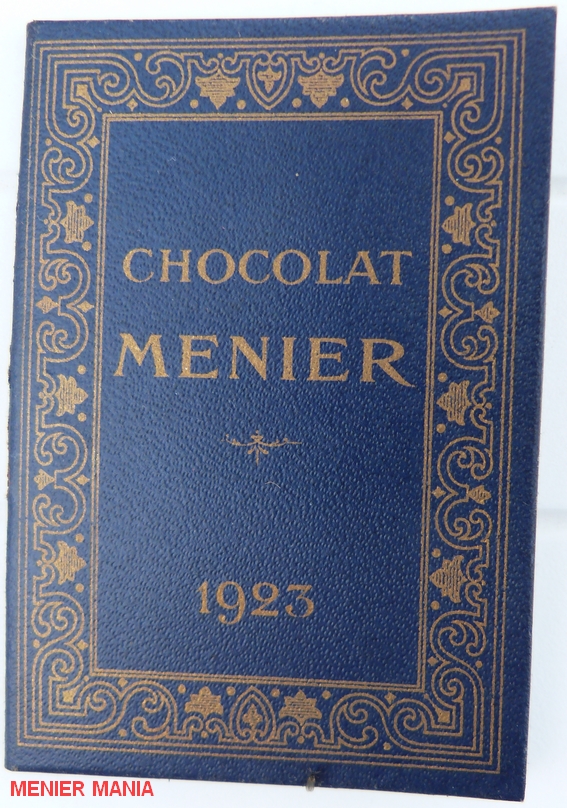 CHOCOLAT
MENIER
1923
MENIER MANIA